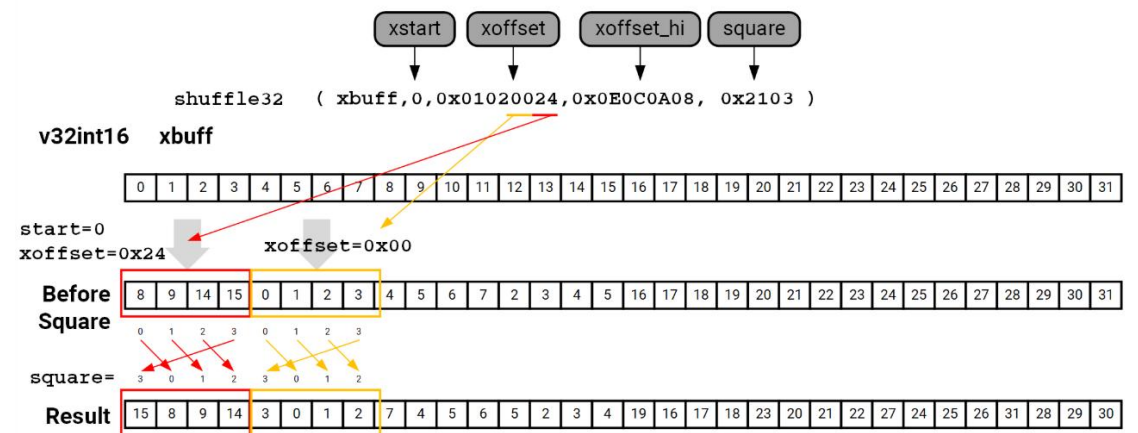 xstart xoffset xoffset_hi square
shuffle32 ( xbuff,0,0x01020024,0x0E0C0A08, 0x2103 )
v32int16 xbuff
0 1 2 3 4 5 6 7 8 9 10 11 12 13 14 15 16 17 18 19 20 21 22 23 24 25 26 27 28 29 30 31
start=0
xoffset=0x24
xoffset=0x00
Before
Square
8 9 14 15 0 1 2 3 4 5 6 7 2 3 4 5 16 17 18 19 20 21 22 23 24 25 26 27 28 29 30 31
0 1 2 3 0 1 2 3
square= 3 0 1 2 3 0 1 2
Result 15 8 9 14 3 0 1 2 7 4 5 6 5 2 3 4 19 16 17 18 23 20 21 22 27 24 25 26 31 28 29 30